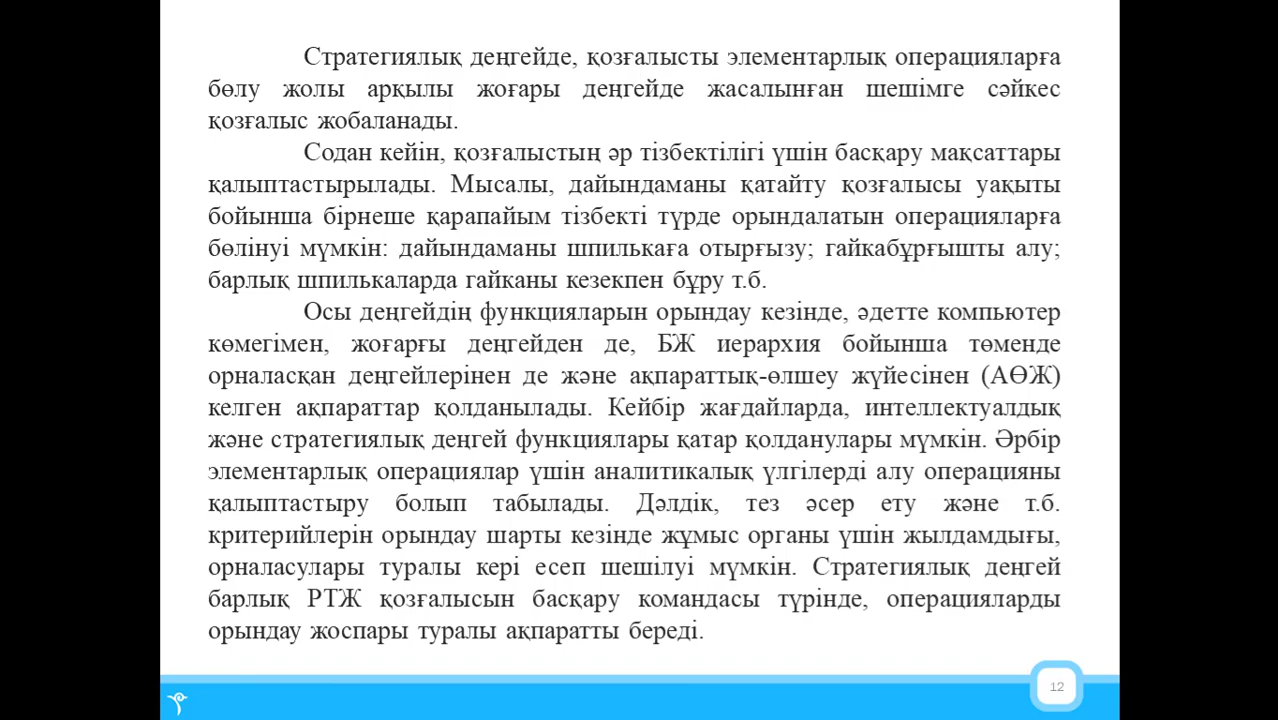 Стратегиялық деңгейде, қозғалысты элементарлық операцияларға
бөлу жолы арқылы жоғары деңгейде жасалынған шешімге сәйкес
қозғалыс жобаланады.
Содан кейін, қозғалыстың әр тізбектілігі үшін басқару мақсаттары
қалыптастырылады. Мысалы, дайындаманы қатайту қозғалысы уақыты
бойынша бірнеше қарапайым тізбекті түрде орындалатын операцияларға
бөлінуі мүмкін: дайындаманы шпилькаға отырғызу; гайкабұрғышты алу;
барлық шпилькаларда гайканы кезекпен бұру т.б.
Осы деңгейдің функцияларын орындау кезінде, әдетте компьютер
көмегімен, жоғарғы деңгейден де, БЖ иерархия бойынша төменде
орналасқан деңгейлерінен де және ақпараттық-өлшеу жүйесінен (АӨЖ)
келген ақпараттар қолданылады. Кейбір жағдайларда, интеллектуалдық
және стратегиялық деңгей функциялары қатар қолданулары мүмкін. Әрбір
элементарлық операциялар үшін аналитикалық үлгілерді алу операцияны
қалыптастыру болып табылады. Дәлдік, тез әсер ету және т.б.
критерийлерін орындау шарты кезінде жұмыс органы үшін жылдамдығы,
орналасулары туралы кері есеп шешілуі мүмкін. Стратегиялық деңгей
барлық РТЖ қозғалысын басқару командасы түрінде, операцияларды
орындау жоспары туралы ақпаратты береді.
12